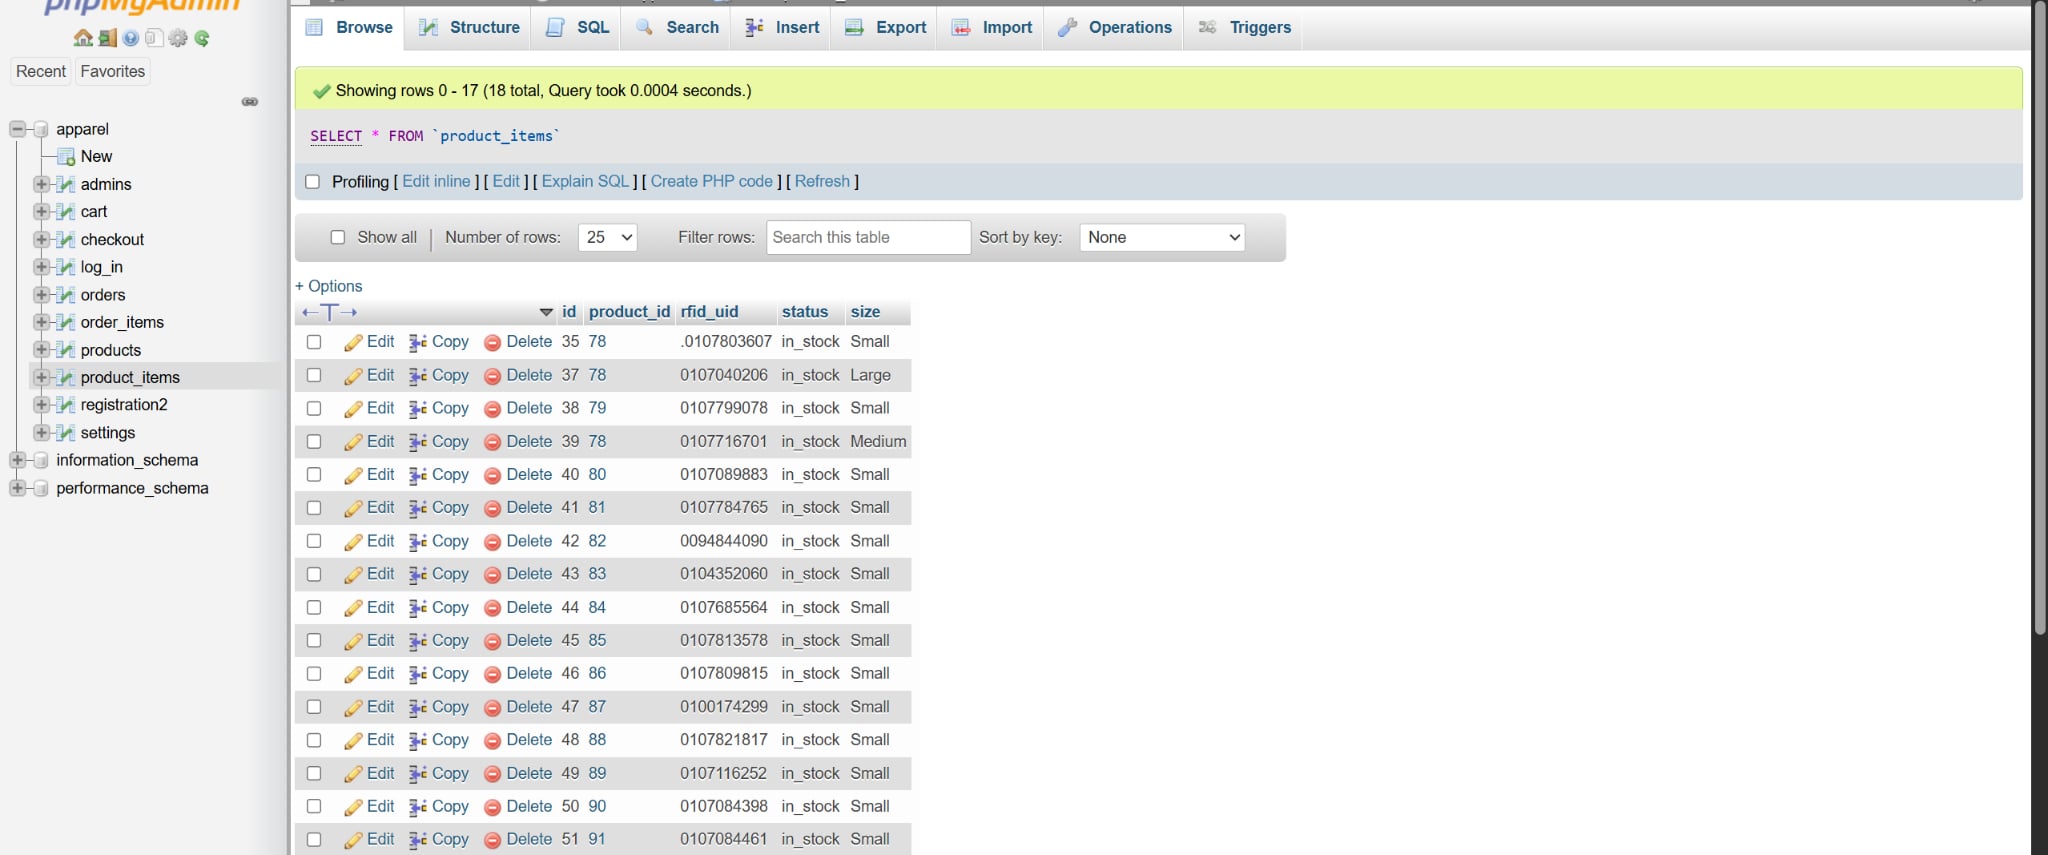 phpMyAdmin
Recent Favorites
apparel
New
admins
cart
checkout
log_in
orders
order_items
products
product_items
registration2
settings
information_schema
performance_schema
Browse Structure SQL Search Insert Export Import Operations Triggers
Showing rows 0 - 17 (18 total, Query took 0.0004 seconds.)
SELECT * FROM `product_items`
Profiling [ Edit inline ] [ Edit ] [ Explain SQL ] [ Create PHP code ] [ Refresh ]
Show all Number of rows: 25 Filter rows: Search this table Sort by key: None
+ Options
id product_id rfid_uid status size
Edit Copy Delete 35 78 .0107803607 in_stock Small
Edit Copy Delete 37 78 0107040206 in_stock Large
Edit Copy Delete 38 79 0107799078 in_stock Small
Edit Copy Delete 39 78 0107716701 in_stock Medium
Edit Copy Delete 40 80 0107089883 in_stock Small
Edit Copy Delete 41 81 0107784765 in_stock Small
Edit Copy Delete 42 82 0094844090 in_stock Small
Edit Copy Delete 43 83 0104352060 in_stock Small
Edit Copy Delete 44 84 0107685564 in_stock Small
Edit Copy Delete 45 85 0107813578 in_stock Small
Edit Copy Delete 46 86 0107809815 in_stock Small
Edit Copy Delete 47 87 0100174299 in_stock Small
Edit Copy Delete 48 88 0107821817 in_stock Small
Edit Copy Delete 49 89 0107116252 in_stock Small
Edit Copy Delete 50 90 0107084398 in_stock Small
Edit Copy Delete 51 91 0107084461 in_stock Small